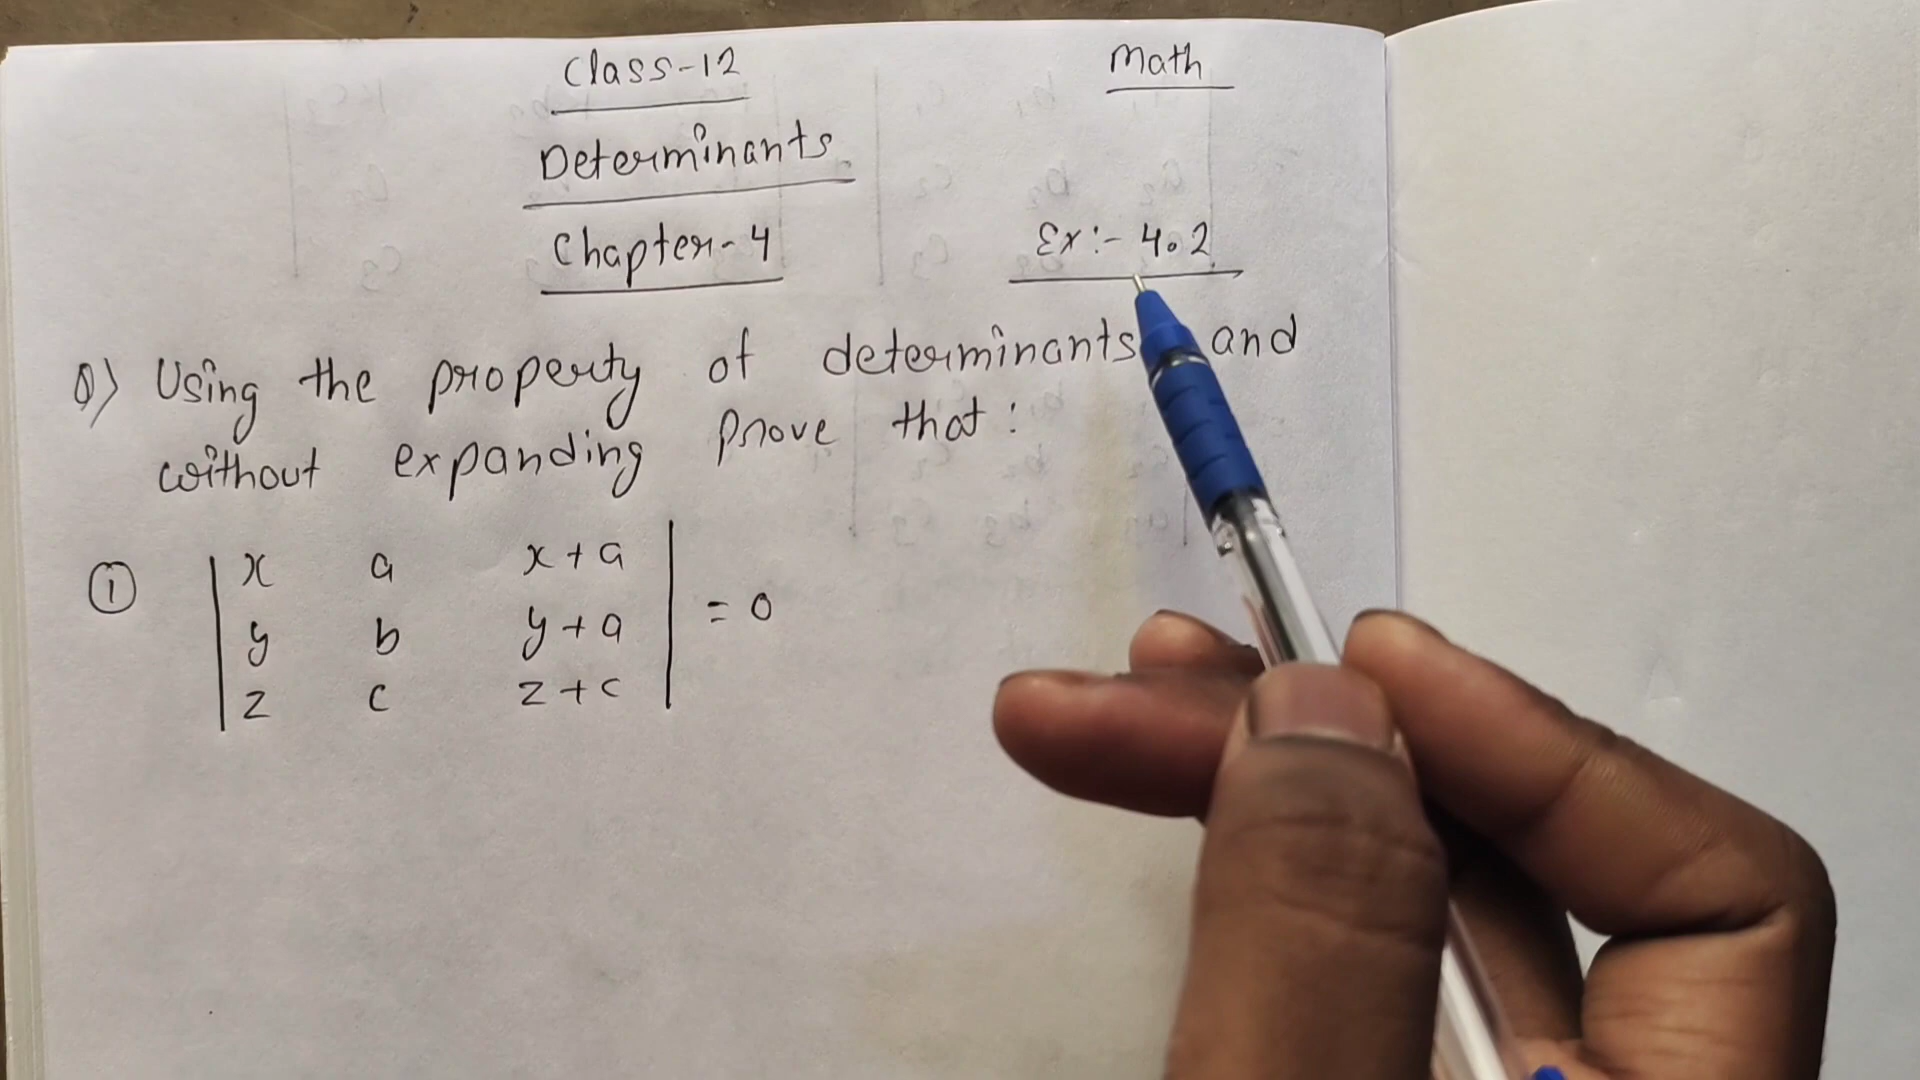 Class-12 Math
Determinants
Chapter-4 Ex:- 4.2
Q) Using the property of determinants and
without expanding prove that:
① | x a x+a |
| y b y+a | = 0
| z c z+c |